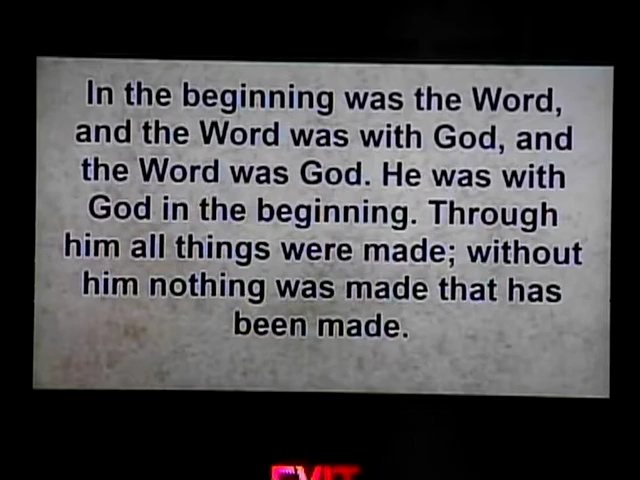 In the beginning was the Word,
and the Word was with God, and
the Word was God. He was with
God in the beginning. Through
him all things were made; without
him nothing was made that has
been made.
EXIT